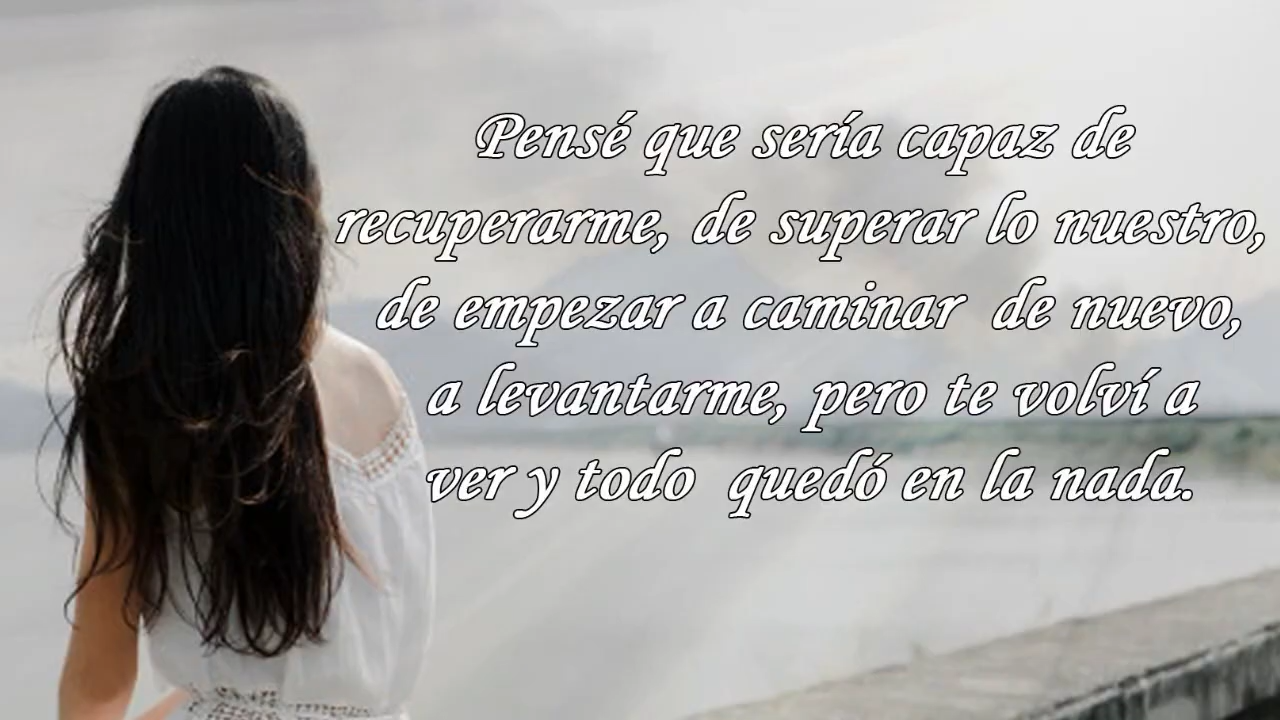 Pensé que sería capaz de
recuperarme, de superar lo nuestro,
de empezar a caminar de nuevo,
a levantarme, pero te volví a
ver y todo quedó en la nada.